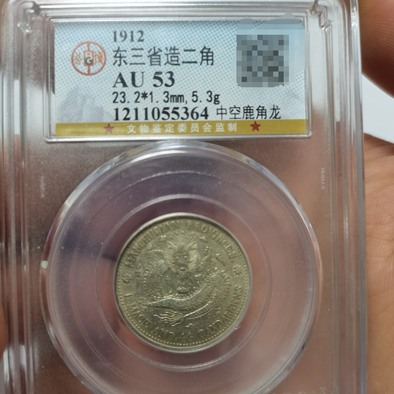 1912
东三省造二角
AU 53
23.2*1.3mm,5.3g
1211055364 中空鹿角龙
★ 文物鉴定委员会监制 ★